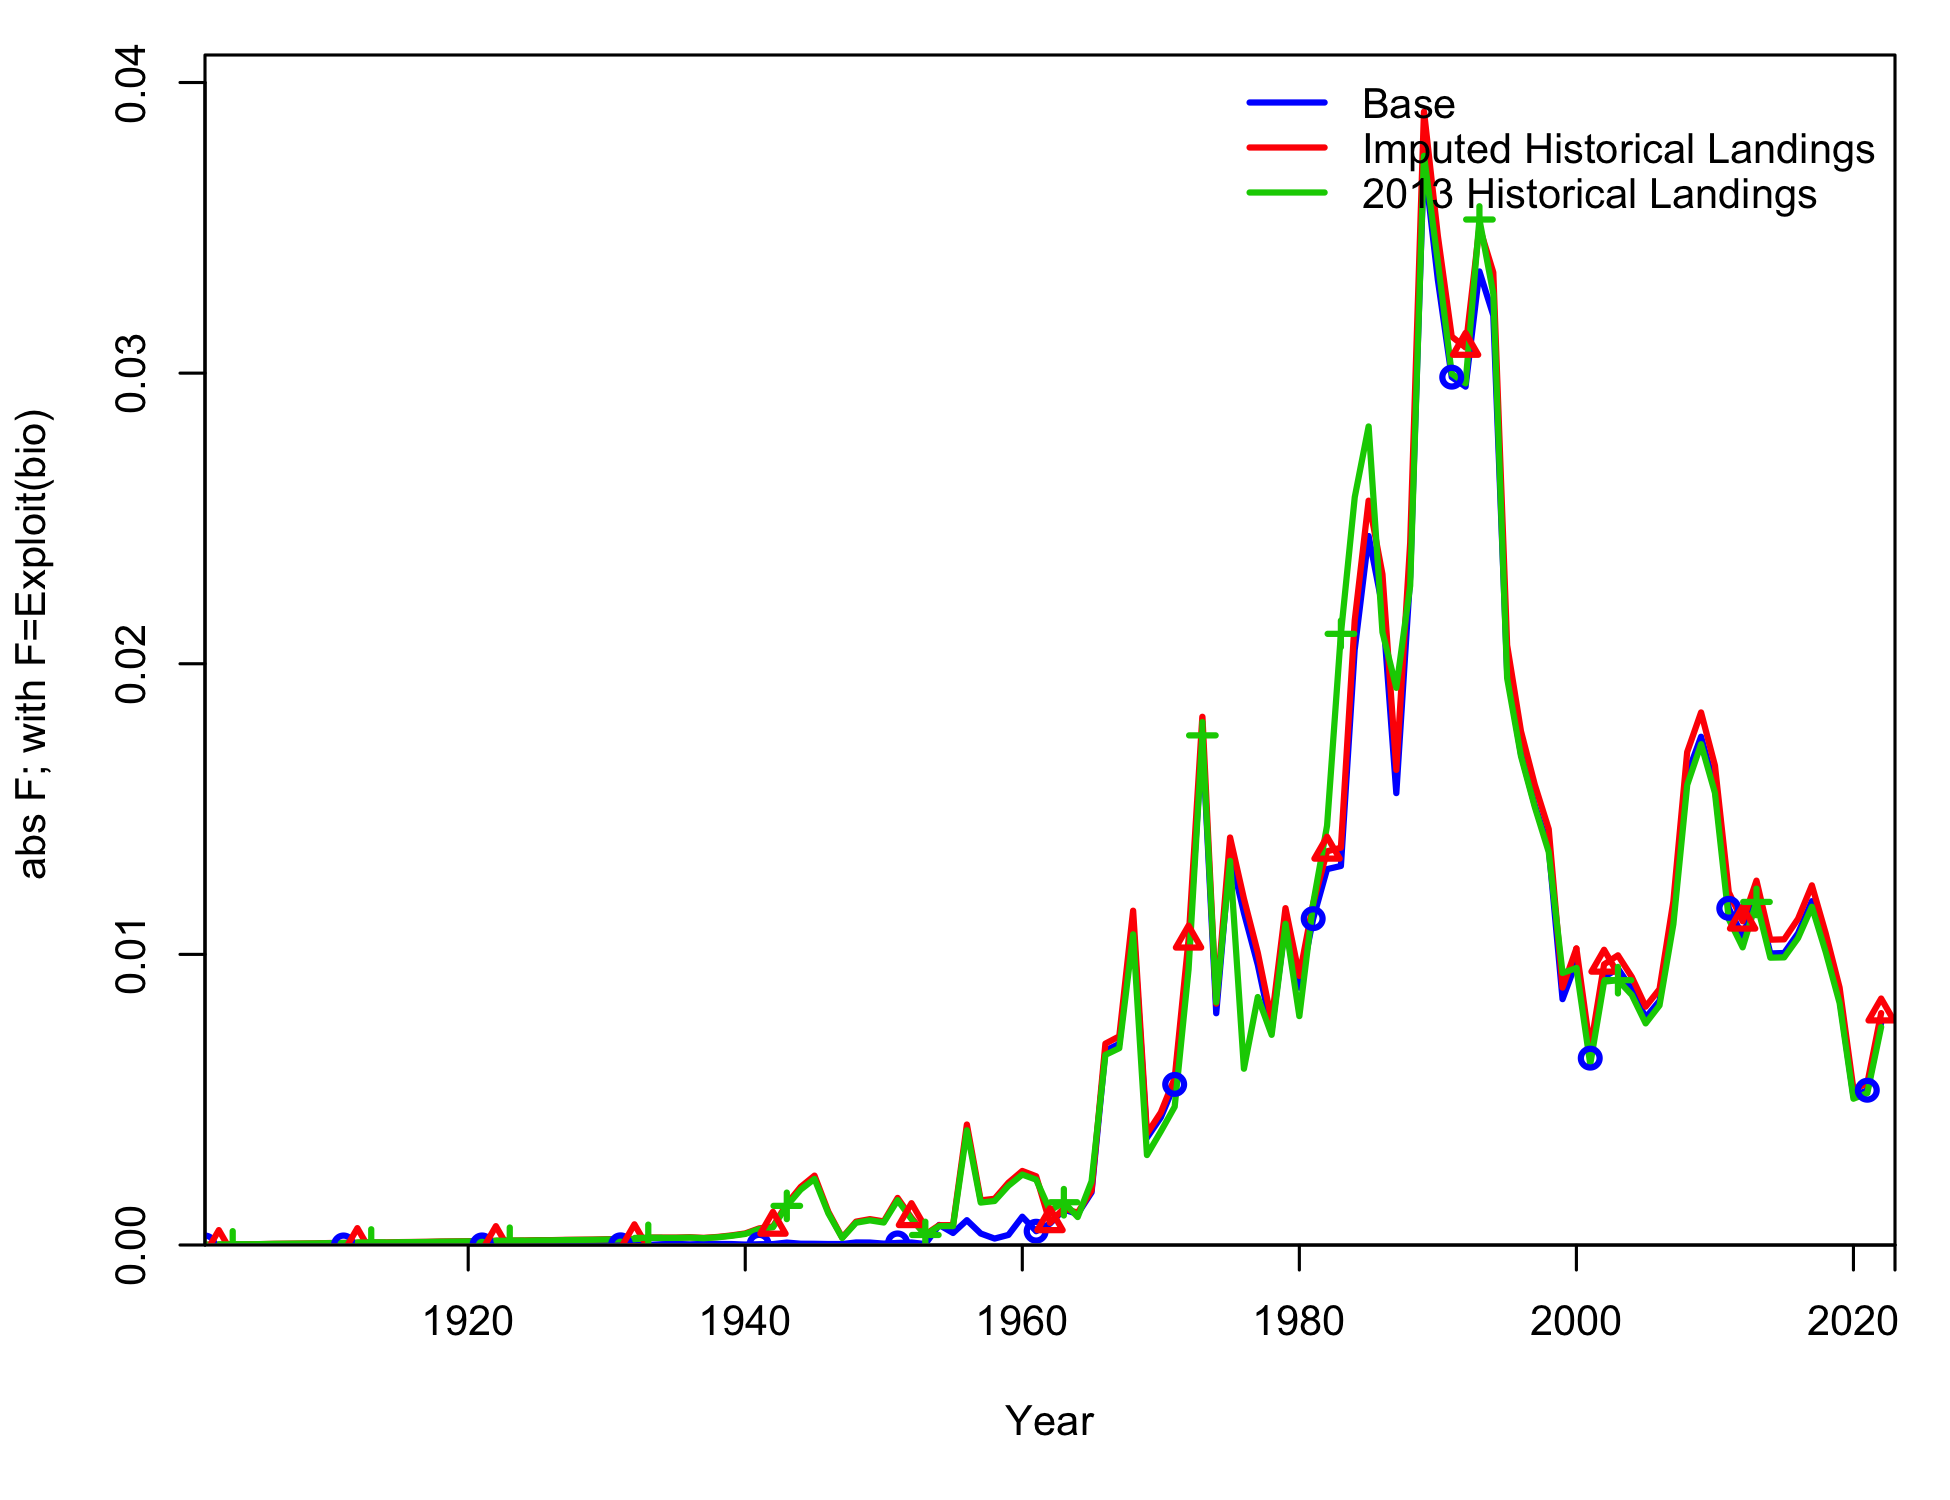 0.04
0.03
0.02
0.01
0.00
abs F; with F=Exploit(bio)
Base
Imputed Historical Landings
2013 Historical Landings
1920 1940 1960 1980 2000 2020
Year